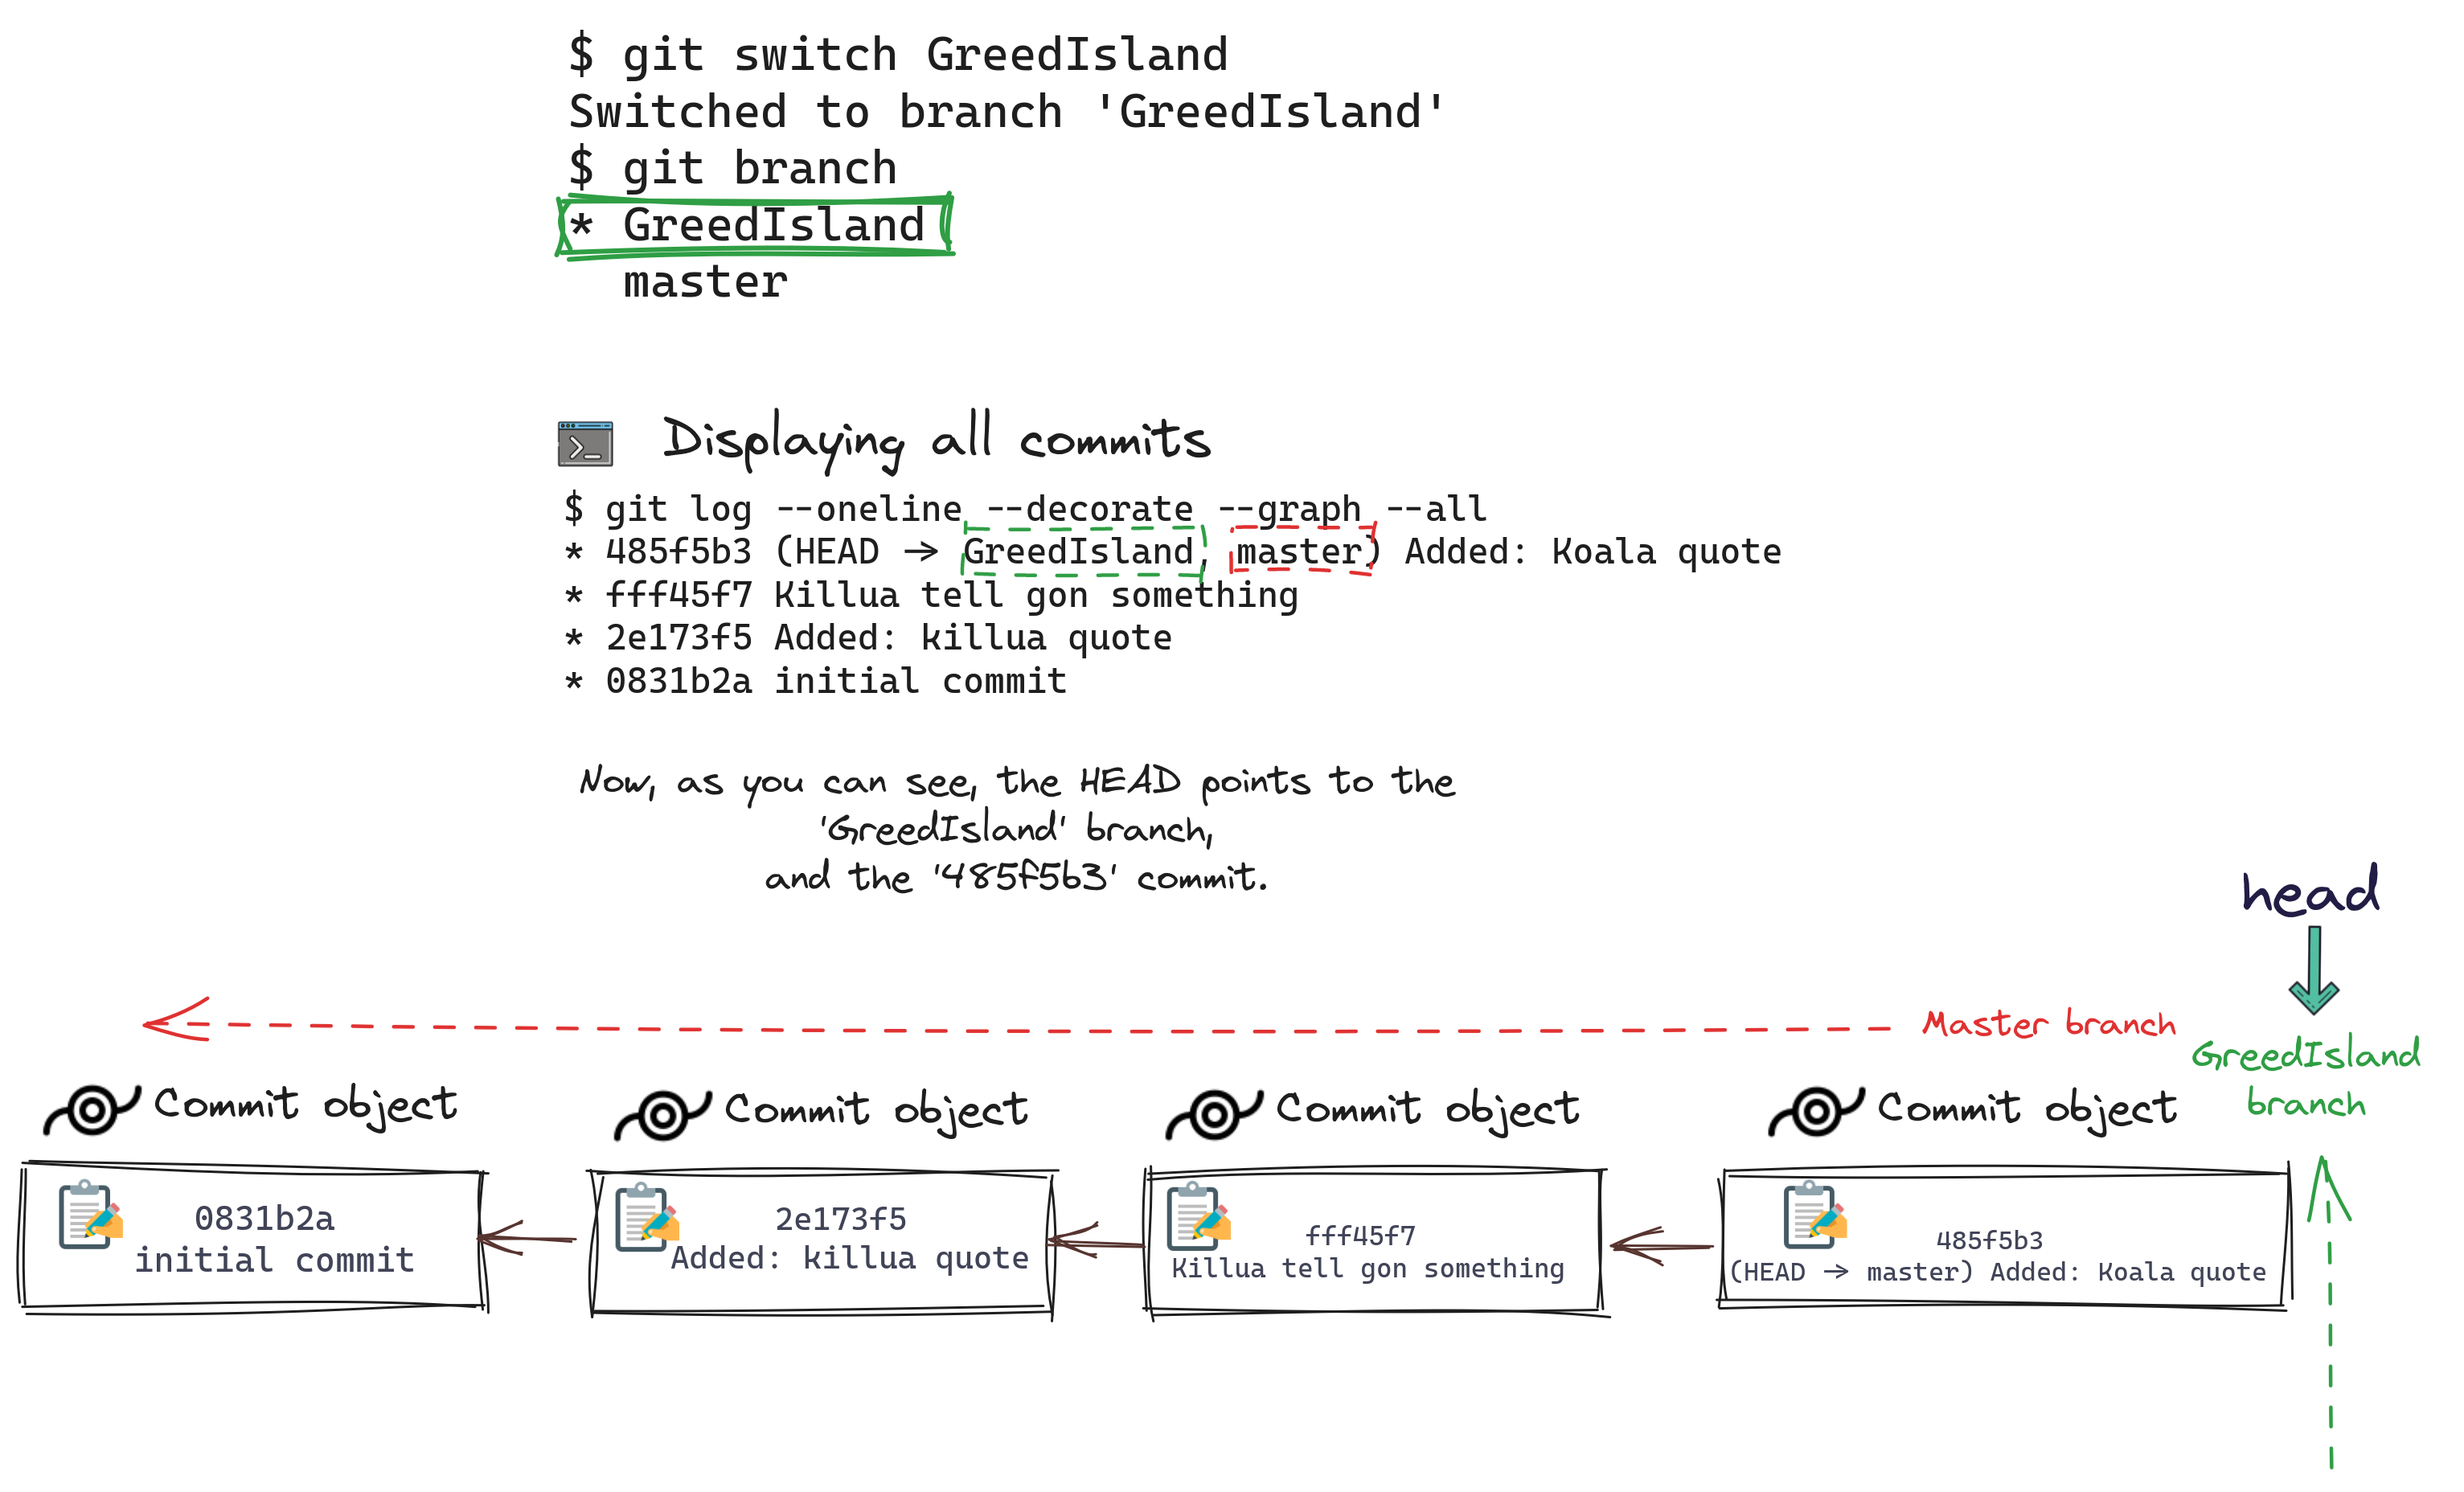 $ git switch GreedIsland
Switched to branch 'GreedIsland'
$ git branch
* GreedIsland
  master
Displaying all commits
$ git log --oneline --decorate --graph --all
* 485f5b3 (HEAD -> GreedIsland, master) Added: Koala quote
* fff45f7 Killua tell gon something
* 2e173f5 Added: killua quote
* 0831b2a initial commit
Now, as you can see, the HEAD points to the
'GreedIsland' branch,
and the '485f5b3' commit.
head
Master branch
GreedIsland
branch
Commit object
Commit object
Commit object
Commit object
0831b2a
initial commit
2e173f5
Added: killua quote
fff45f7
Killua tell gon something
485f5b3
(HEAD -> master) Added: Koala quote